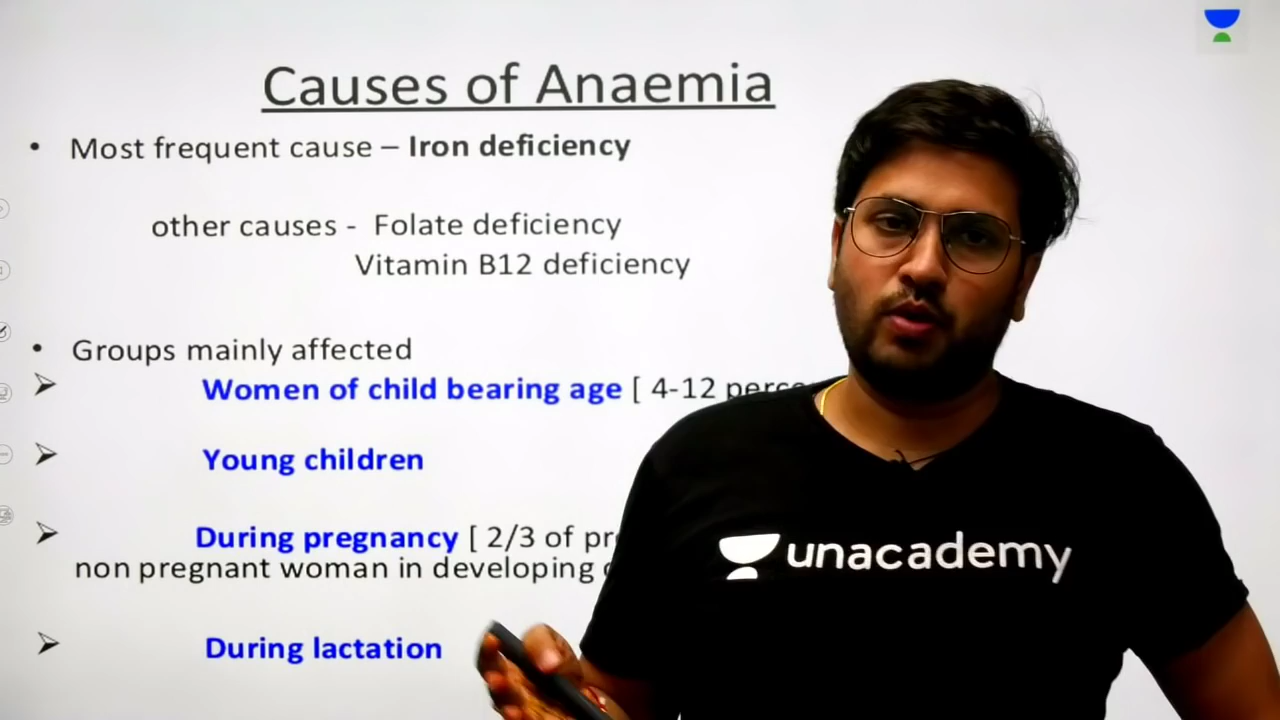 Causes of Anaemia
• Most frequent cause – Iron deficiency
other causes - Folate deficiency
Vitamin B12 deficiency
• Groups mainly affected
➢ Women of child bearing age [ 4-12
➢ Young children
➢ During pregnancy [ 2/3 of
non pregnant woman in developing
➢ During lactation
unacademy